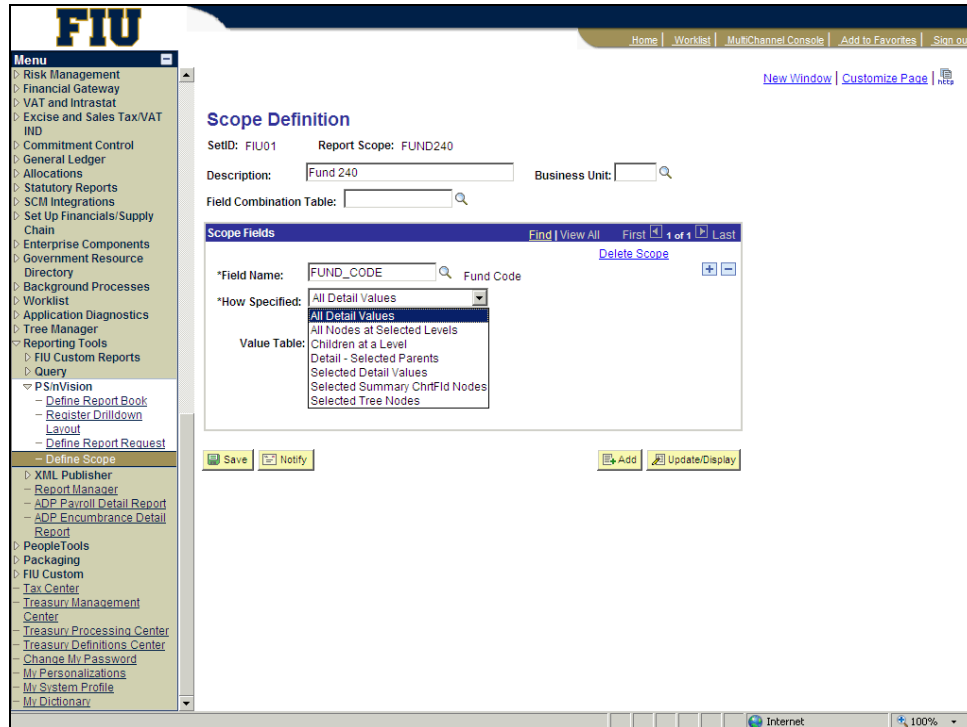 FIU
Home | Worklist | MultiChannel Console | Add to Favorites | Sign ou
Menu
Risk Management
Financial Gateway
VAT and Intrastat
Excise and Sales Tax/VAT
IND
Commitment Control
General Ledger
Allocations
Statutory Reports
SCM Integrations
Set Up Financials/Supply
Chain
Enterprise Components
Government Resource
Directory
Background Processes
Worklist
Application Diagnostics
Tree Manager
Reporting Tools
FIU Custom Reports
Query
PS/nVision
– Define Report Book
– Register Drilldown
Layout
– Define Report Request
– Define Scope
XML Publisher
– Report Manager
– ADP Payroll Detail Report
– ADP Encumbrance Detail
Report
PeopleTools
Packaging
FIU Custom
– Tax Center
– Treasury Management
Center
– Treasury Processing Center
– Treasury Definitions Center
– Change My Password
– My Personalizations
– My System Profile
– My Dictionary
New Window | Customize Page | http
Scope Definition
SetID: FIU01 Report Scope: FUND240
Description: Fund 240 Business Unit:
Field Combination Table:
Scope Fields Find | View All First 1 of 1 Last
Delete Scope
*Field Name: FUND_CODE Fund Code
*How Specified: All Detail Values
All Detail Values
All Nodes at Selected Levels
Value Table: Children at a Level
Detail - Selected Parents
Selected Detail Values
Selected Summary ChrtFld Nodes
Selected Tree Nodes
Save Notify Add Update/Display
Internet 100%